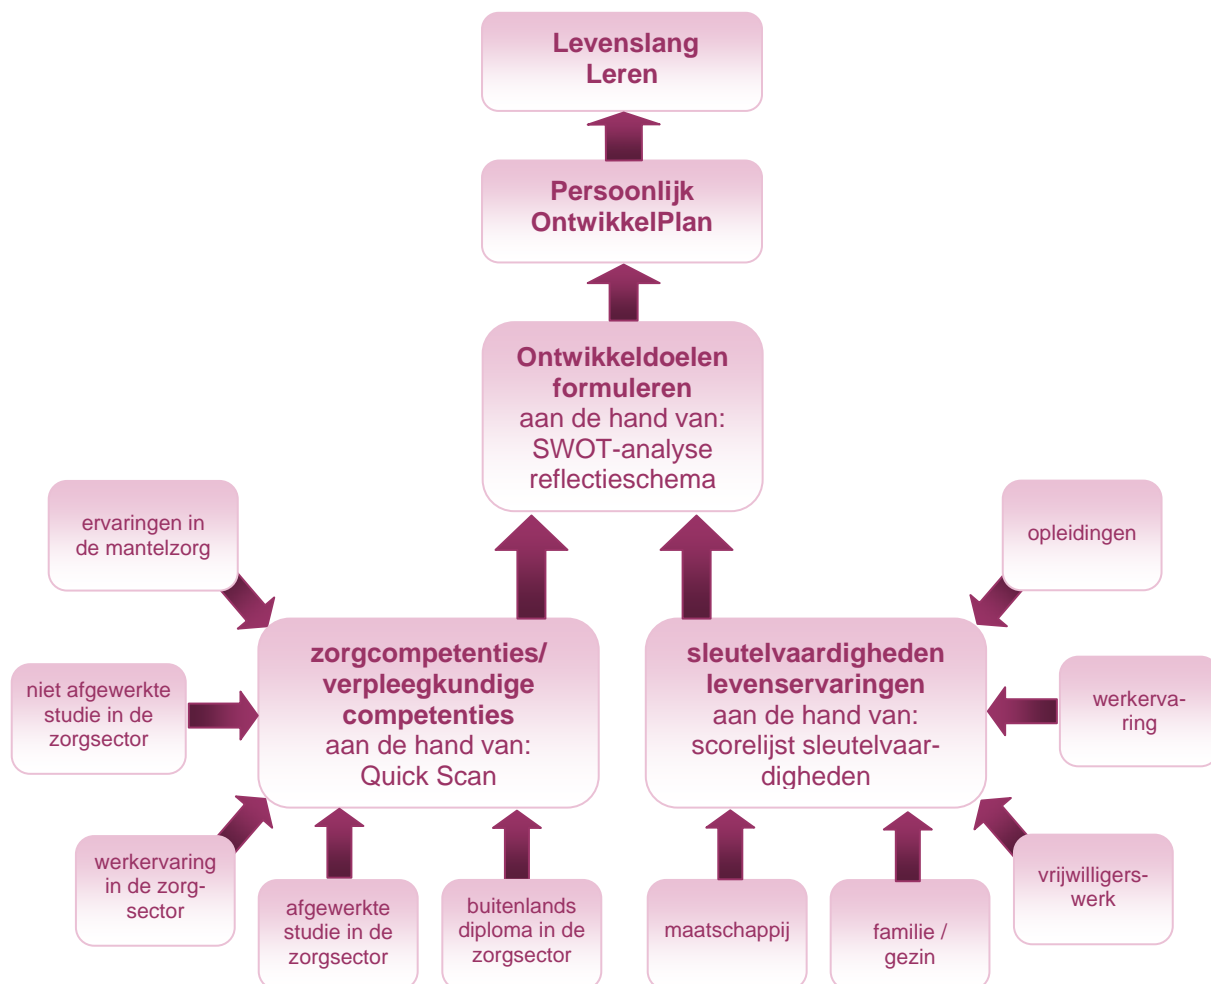 Levenslang
Leren
Persoonlijk
OntwikkelPlan
Ontwikkeldoelen
formuleren
aan de hand van:
SWOT-analyse
reflectieschema
ervaringen in
de mantelzorg
opleidingen
zorgcompetenties/
verpleegkundige
competenties
aan de hand van:
Quick Scan
sleutelvaardigheden
levenservaringen
aan de hand van:
scorelijst sleutelvaar-
digheden
niet afgewerkte
studie in de
zorgsector
werkerva-
ring
werkervaring
in de zorg-
sector
afgewerkte
studie in de
zorgsector
buitenlands
diploma in de
zorgsector
maatschappij
familie /
gezin
vrijwilligers-
werk